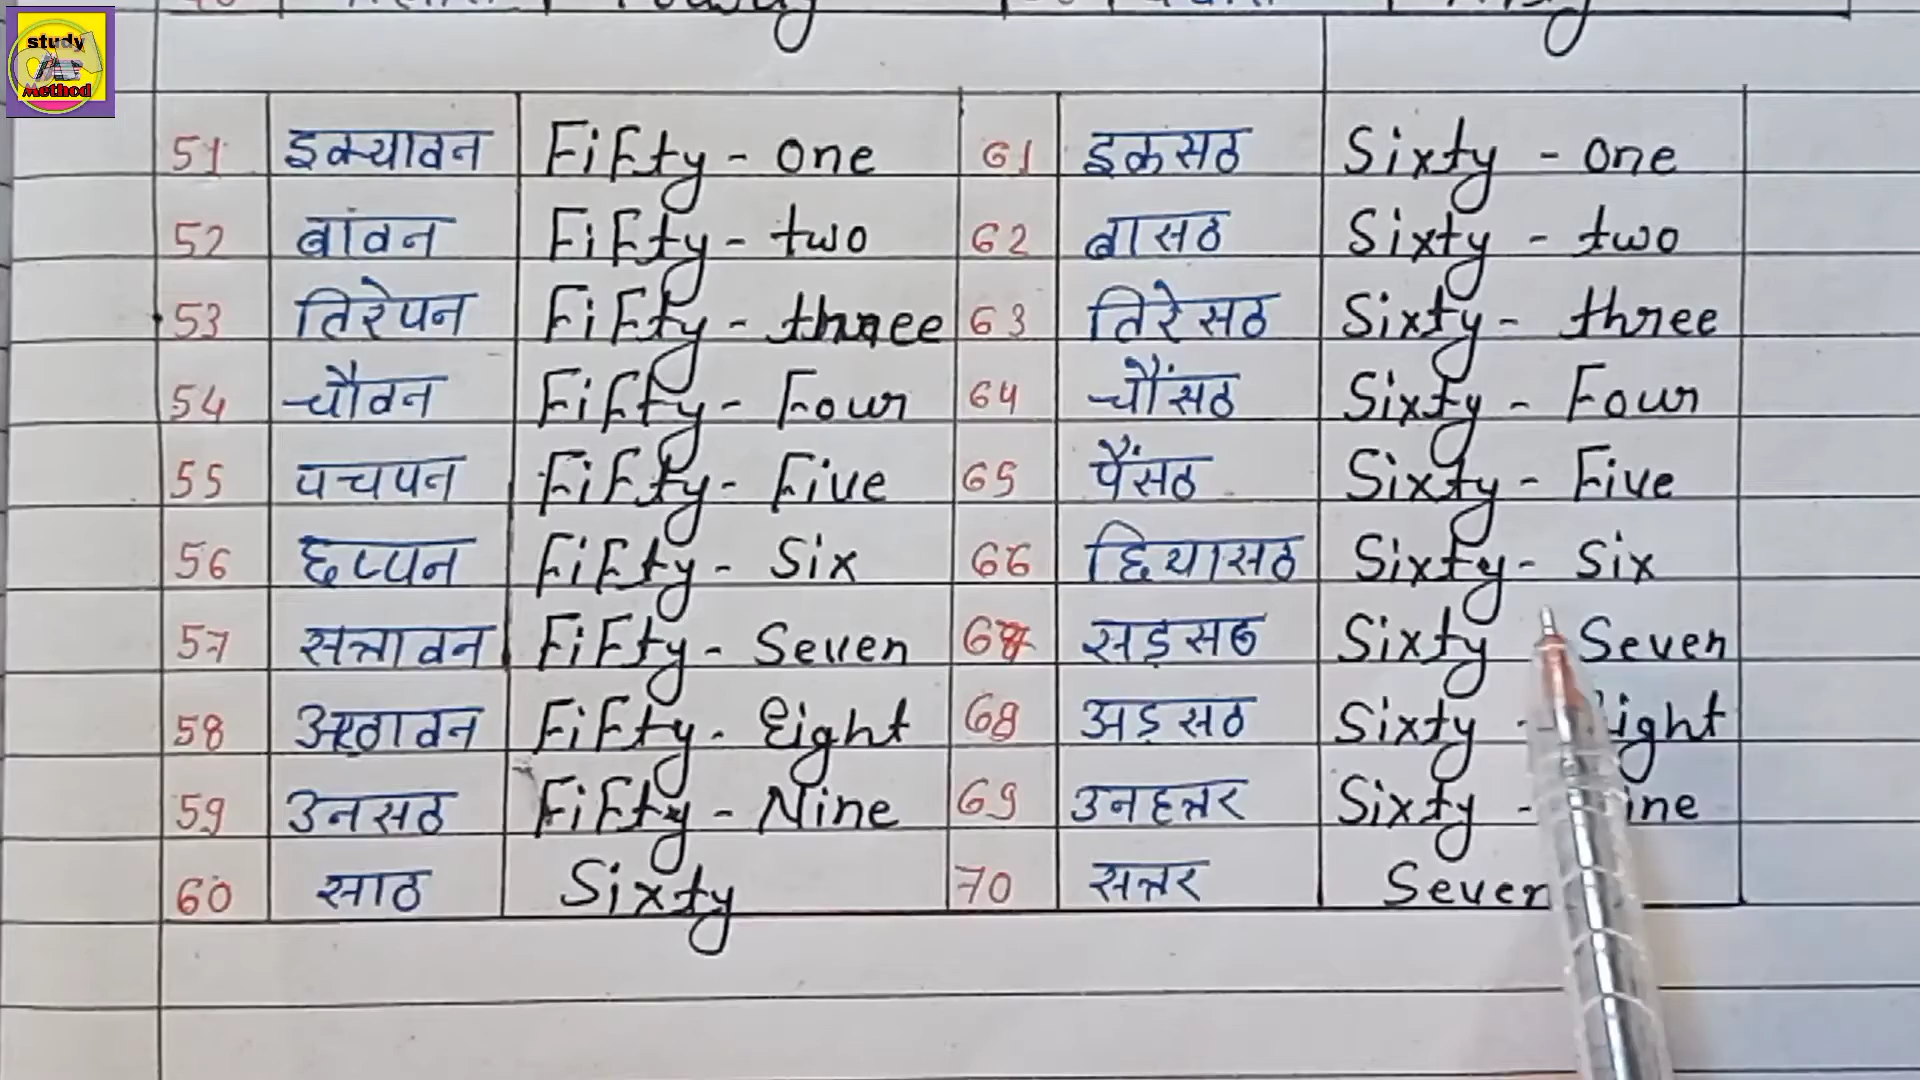 study
Method
51 इक्यावन Fifty - one 61 इकसठ Sixty - one
52 बांवन Fifty - two 62 बासठ Sixty - two
53 तिरेपन Fifty - three 63 तिरेसठ Sixty - three
54 चौवन Fifty - Four 64 चौंसठ Sixty - Four
55 पचपन Fifty - Five 65 पैंसठ Sixty - Five
56 छप्पन Fifty - Six 66 छियासठ Sixty - Six
57 सत्तावन Fifty - Seven 67 सड़सठ Sixty Seven
58 अठ्ठावन Fifty - Eight 68 अड़सठ Sixty - ight
59 उनसठ Fifty - Nine 69 उनहत्तर Sixty - ine
60 साठ Sixty 70 सत्तर Seven